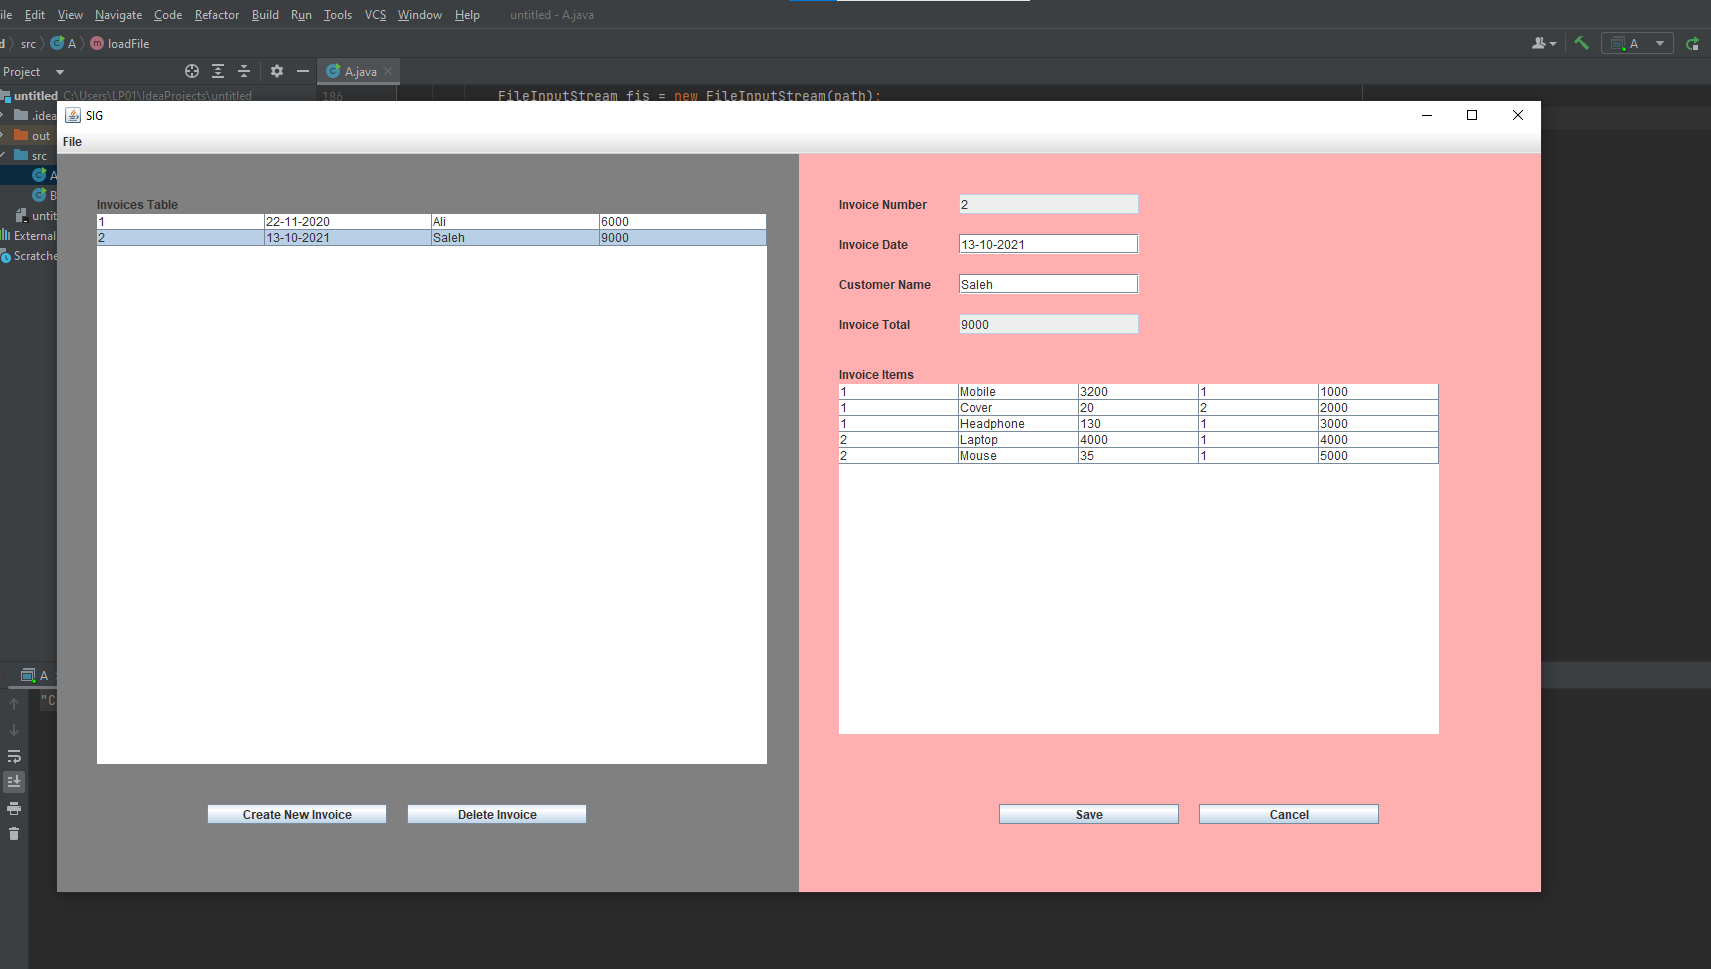 ile Edit View Navigate Code Refactor Build Run Tools VCS Window Help untitled - A.java
d src A loadFile A
Project A.java
untitled C:\Users\LP01\IdeaProjects\untitled 186 FileInputStream fis = new FileInputStream(path);
.idea
out
src
A
B
untit
External
Scratche
SIG
File
Invoices Table
1 22-11-2020 Ali 6000
2 13-10-2021 Saleh 9000
Create New Invoice Delete Invoice
Invoice Number 2
Invoice Date 13-10-2021
Customer Name Saleh
Invoice Total 9000
Invoice Items
1 Mobile 3200 1 1000
1 Cover 20 2 2000
1 Headphone 130 1 3000
2 Laptop 4000 1 4000
2 Mouse 35 1 5000
Save Cancel
A
"C